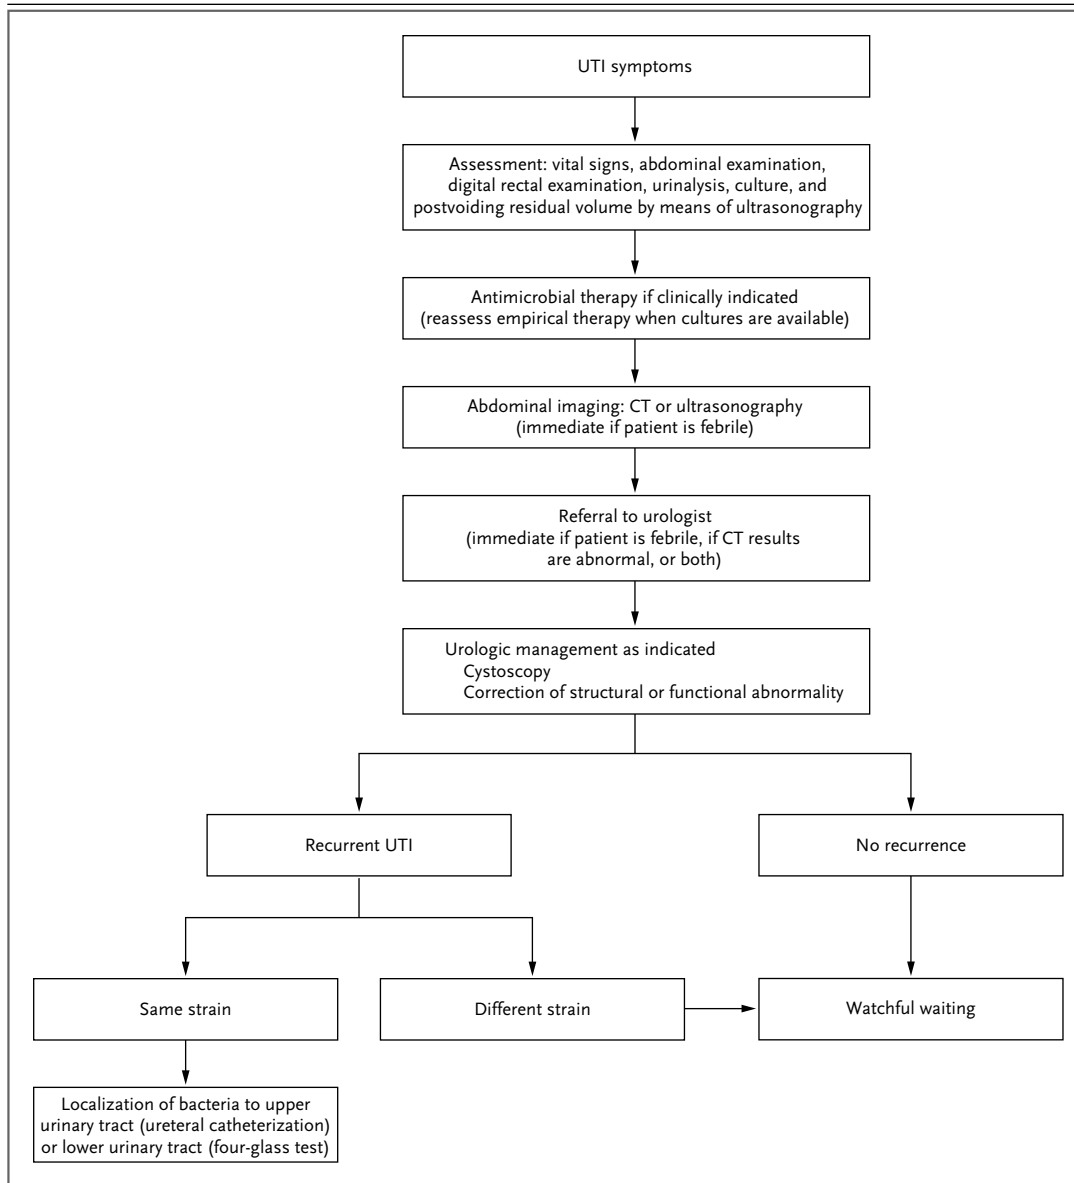 UTI symptoms
Assessment: vital signs, abdominal examination,
digital rectal examination, urinalysis, culture, and
postvoiding residual volume by means of ultrasonography
Antimicrobial therapy if clinically indicated
(reassess empirical therapy when cultures are available)
Abdominal imaging: CT or ultrasonography
(immediate if patient is febrile)
Referral to urologist
(immediate if patient is febrile, if CT results
are abnormal, or both)
Urologic management as indicated
Cystoscopy
Correction of structural or functional abnormality
Recurrent UTI
No recurrence
Same strain
Different strain
Watchful waiting
Localization of bacteria to upper
urinary tract (ureteral catheterization)
or lower urinary tract (four-glass test)